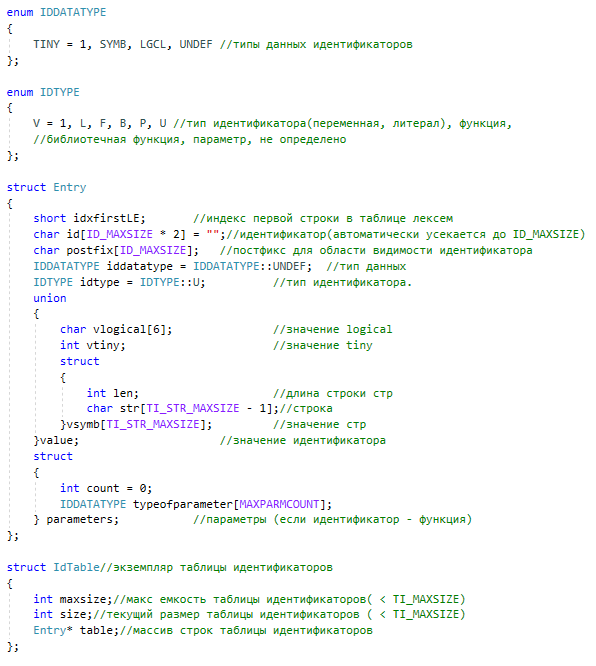 enum IDDATATYPE
{
    TINY = 1, SYMB, LGCL, UNDEF //типы данных идентификаторов
};

enum IDTYPE
{
    V = 1, L, F, B, P, U //тип идентификатора(переменная, литерал), функция,
    //библиотечная функция, параметр, не определено
};

struct Entry
{
    short idxfirstLE;       //индекс первой строки в таблице лексем
    char id[ID_MAXSIZE * 2] = "";//идентификатор(автоматически усекается до ID_MAXSIZE)
    char postfix[ID_MAXSIZE];   //постфикс для области видимости идентификатора
    IDDATATYPE iddatatype = IDDATATYPE::UNDEF;  //тип данных
    IDTYPE idtype = IDTYPE::U;          //тип идентификатора.
    union
    {
        char vlogical[6];               //значение logical
        int vtiny;                      //значение tiny
        struct
        {
            int len;                    //длина строки стр
            char str[TI_STR_MAXSIZE - 1];//строка
        }vsymb[TI_STR_MAXSIZE];         //значение стр
    }value;                     //значение идентификатора
    struct
    {
        int count = 0;
        IDDATATYPE typeofparameter[MAXPARMCOUNT];
    } parameters;           //параметры (если идентификатор - функция)
};

struct IdTable//экземпляр таблицы идентификаторов
{
    int maxsize;//макс емкость таблицы идентификаторов( < TI_MAXSIZE)
    int size;//текущий размер таблицы идентификаторов ( < TI_MAXSIZE)
    Entry* table;//массив строк таблицы идентификаторов
};